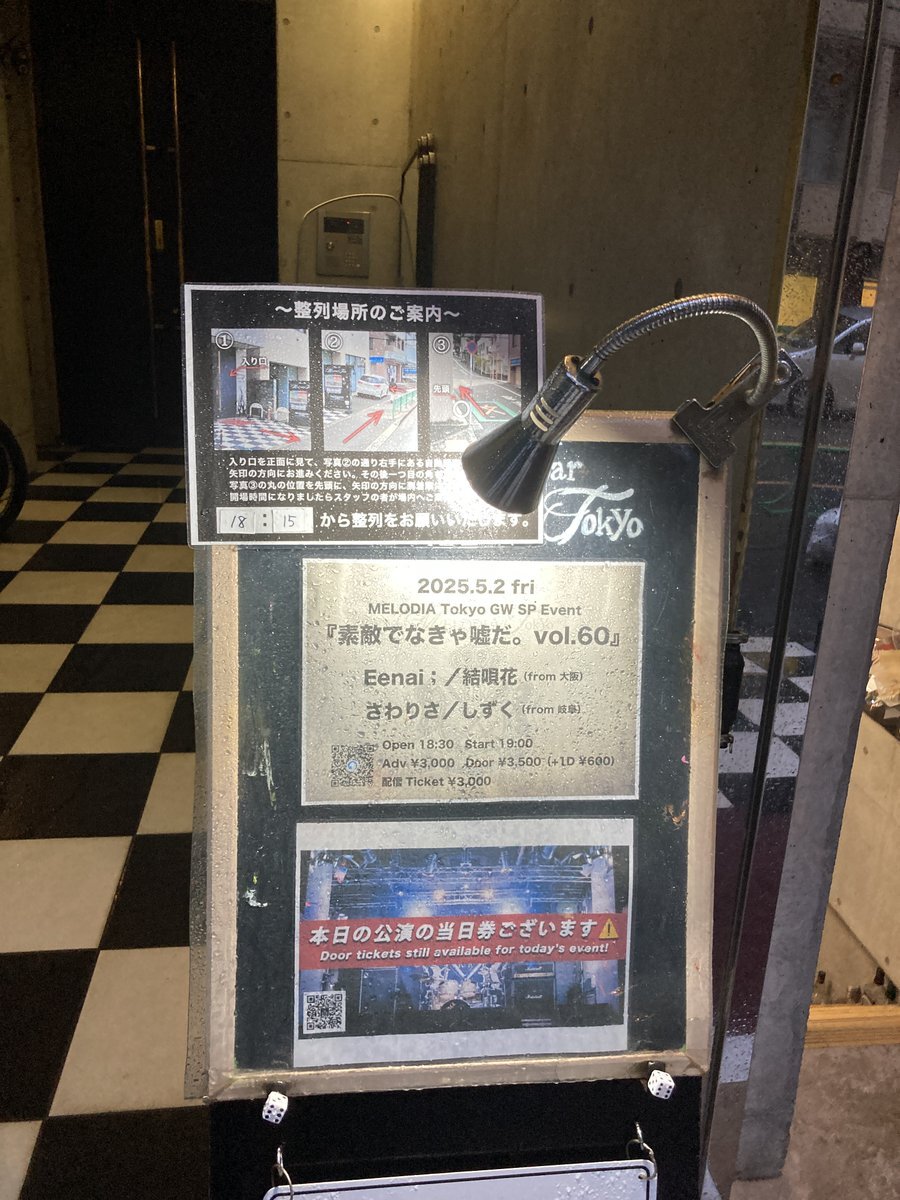 ～整列場所のご案内～
① ② ③
入り口
先頭
入り口を正面に見て、写真②の通り右手にある
矢印の方向にお進みください。その後一つ目の
写真③の丸の位置を先頭に、矢印の方向に
開場時間になりましたらスタッフの者が場内へご
18 : 15 から整列をお願いいたします。
Tokyo
2025.5.2 fri
MELODIA Tokyo GW SP Event
『素敵でなきゃ嘘だ。vol.60』
Eenai；／結唄花（from 大阪）
さわりさ／しずく（from 岐阜）
Open 18:30 Start 19:00
Adv ¥3,000 Door ¥3,500（+1D ¥600）
配信 Ticket ¥3,000
本日の公演の当日券ございます⚠
Door tickets still available for today's event!